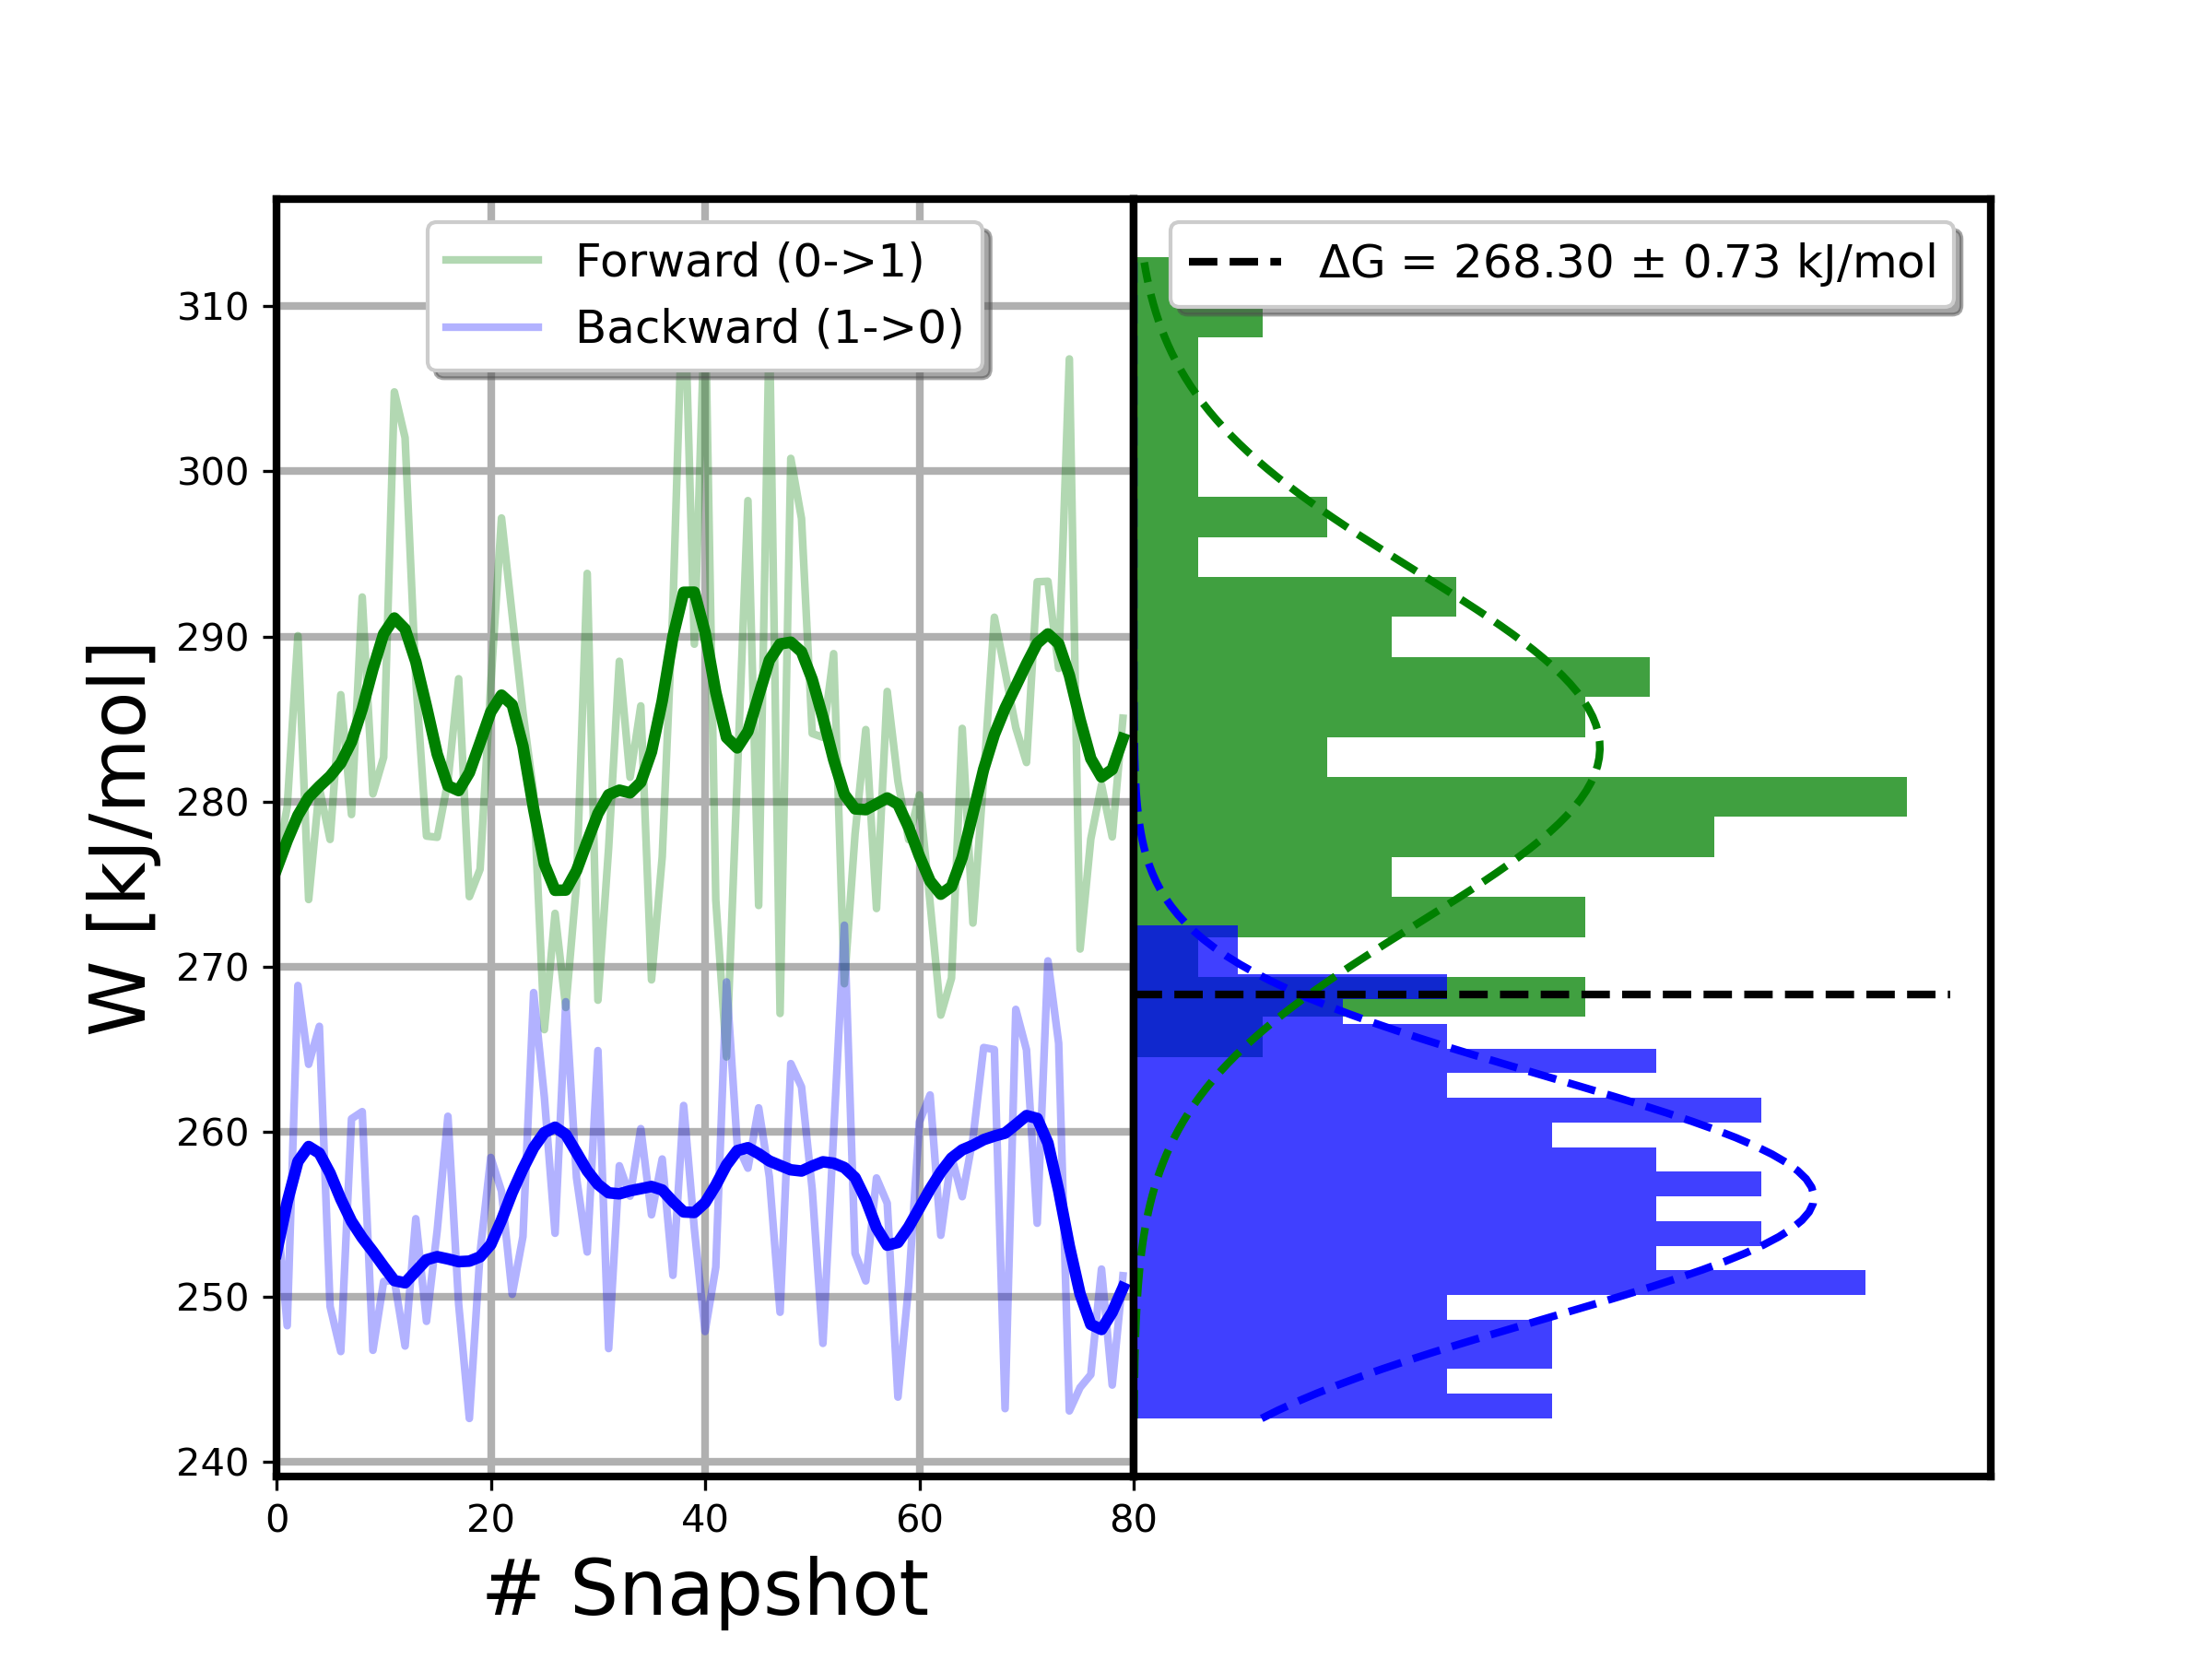 Forward (0->1)
Backward (1->0)
ΔG = 268.30 ± 0.73 kJ/mol
W [kJ/mol]
310
300
290
280
270
260
250
240
0 20 40 60 80
# Snapshot